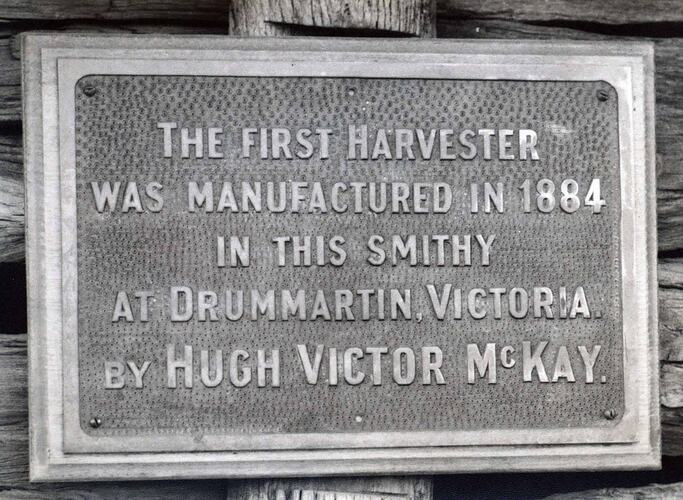 THE FIRST HARVESTER
WAS MANUFACTURED IN 1884
IN THIS SMITHY
AT DRUMMARTIN, VICTORIA.
BY HUGH VICTOR McKAY.